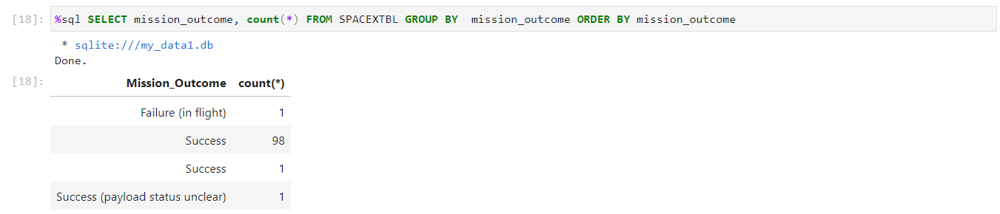 [18]: %sql SELECT mission_outcome, count(*) FROM SPACEXTBL GROUP BY  mission_outcome ORDER BY mission_outcome
* sqlite:///my_data1.db
Done.
[18]: Mission_Outcome count(*)
Failure (in flight) 1
Success 98
Success 1
Success (payload status unclear) 1